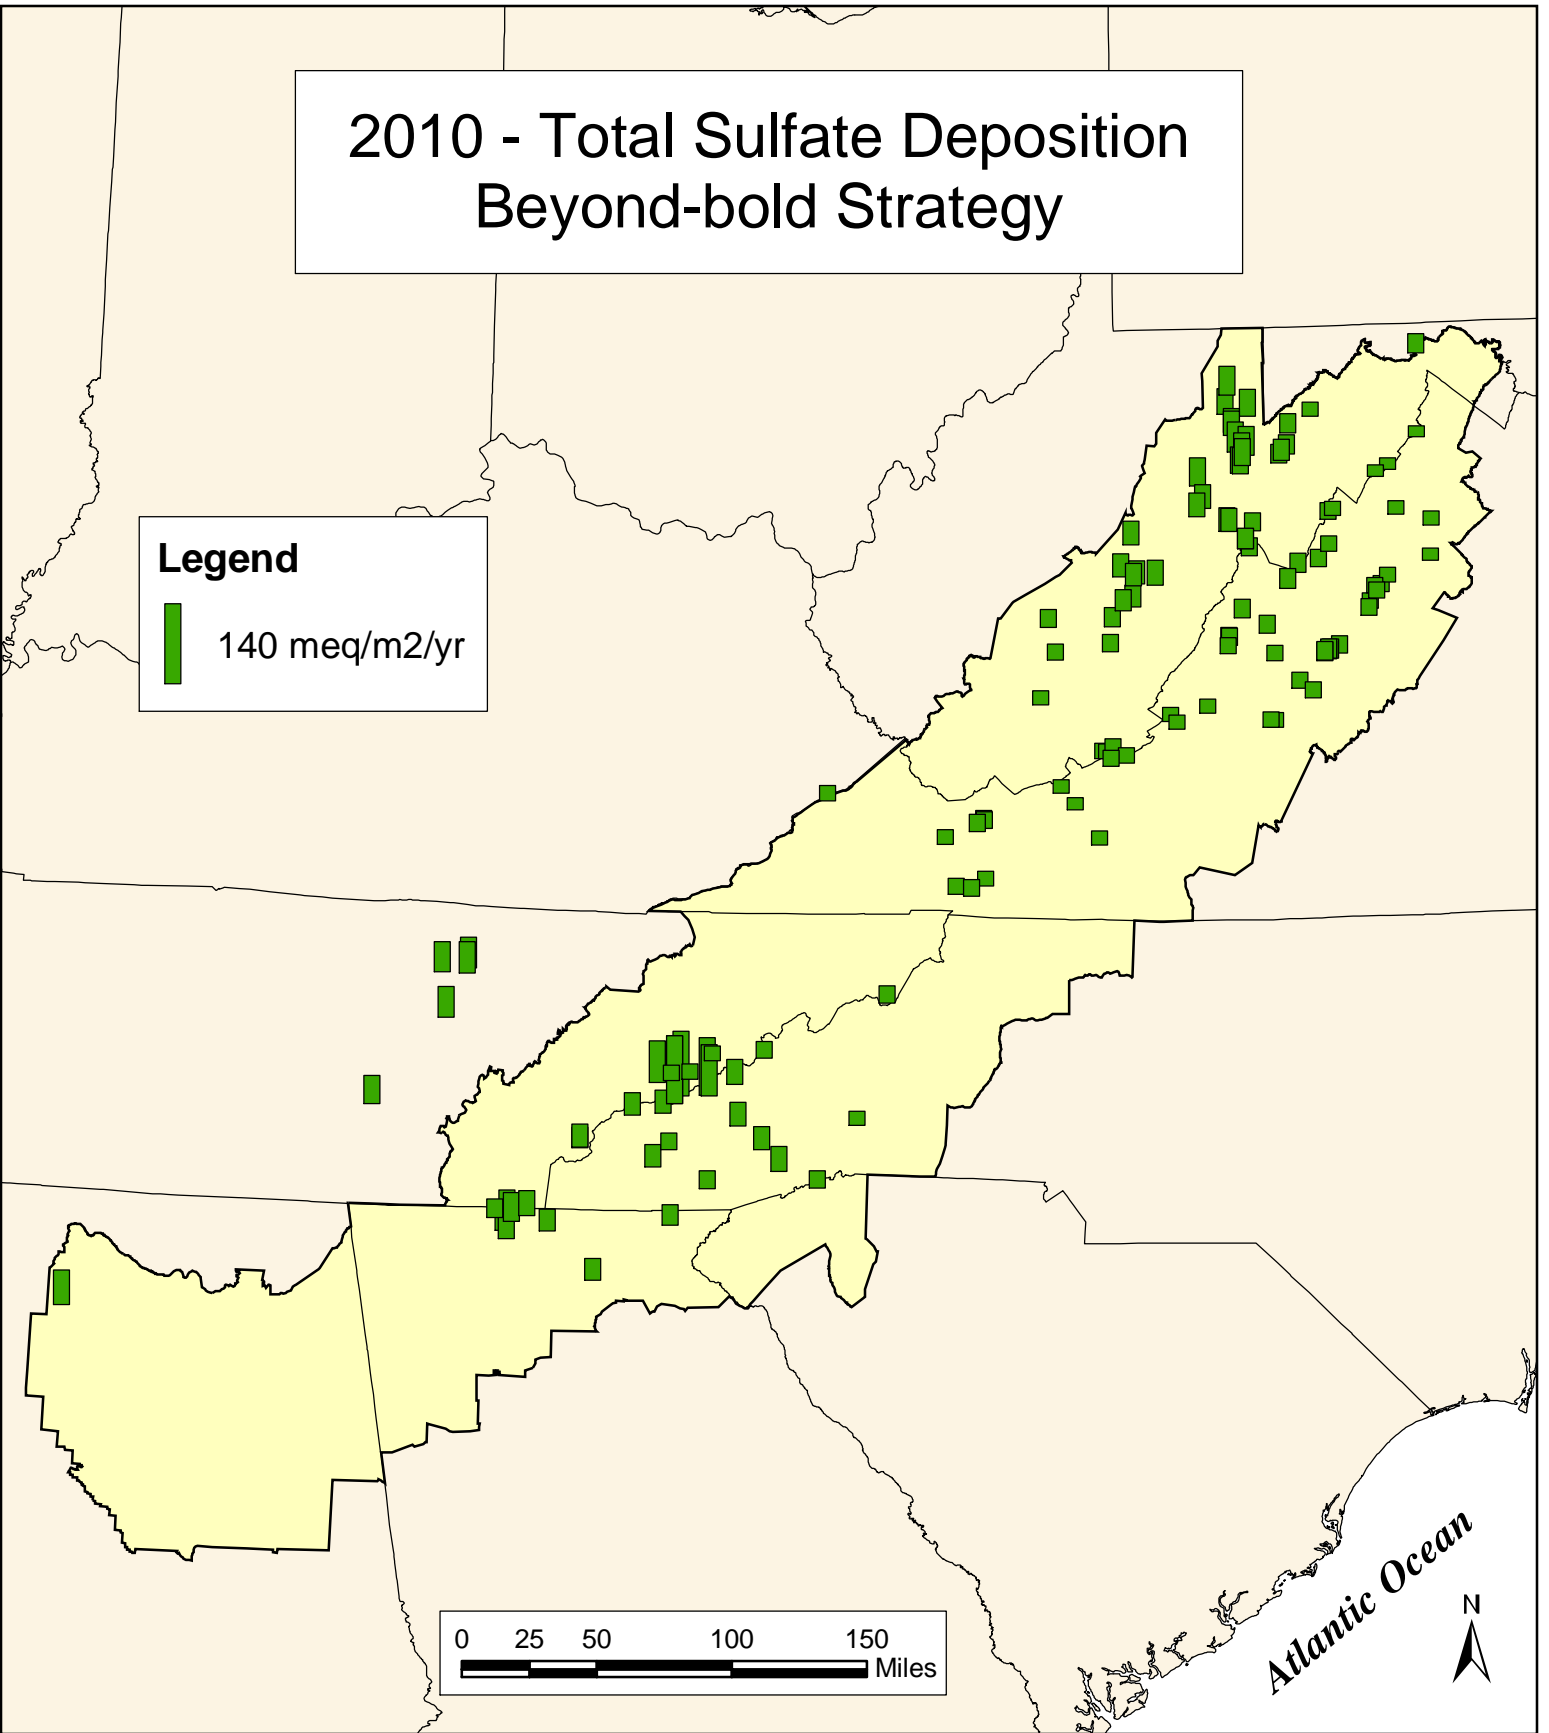 2010 - Total Sulfate Deposition
Beyond-bold Strategy
Legend
140 meq/m2/yr
0 25 50 100 150
Miles
Atlantic Ocean
N